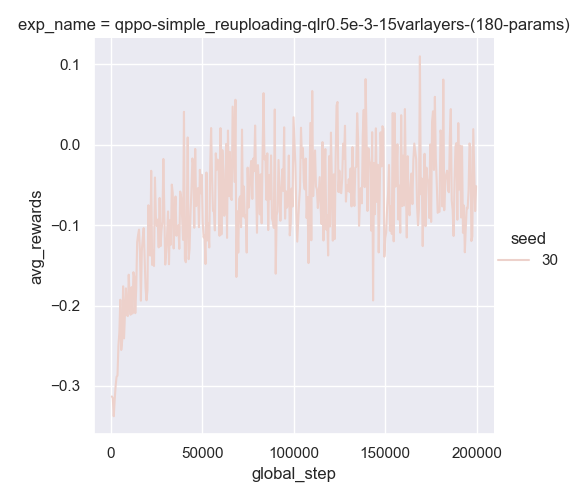 exp_name = qppo-simple_reuploading-qlr0.5e-3-15varlayers-(180-params)
0.1
0.0
−0.1
−0.2
−0.3
avg_rewards
0
50000
100000
150000
200000
global_step
seed
30